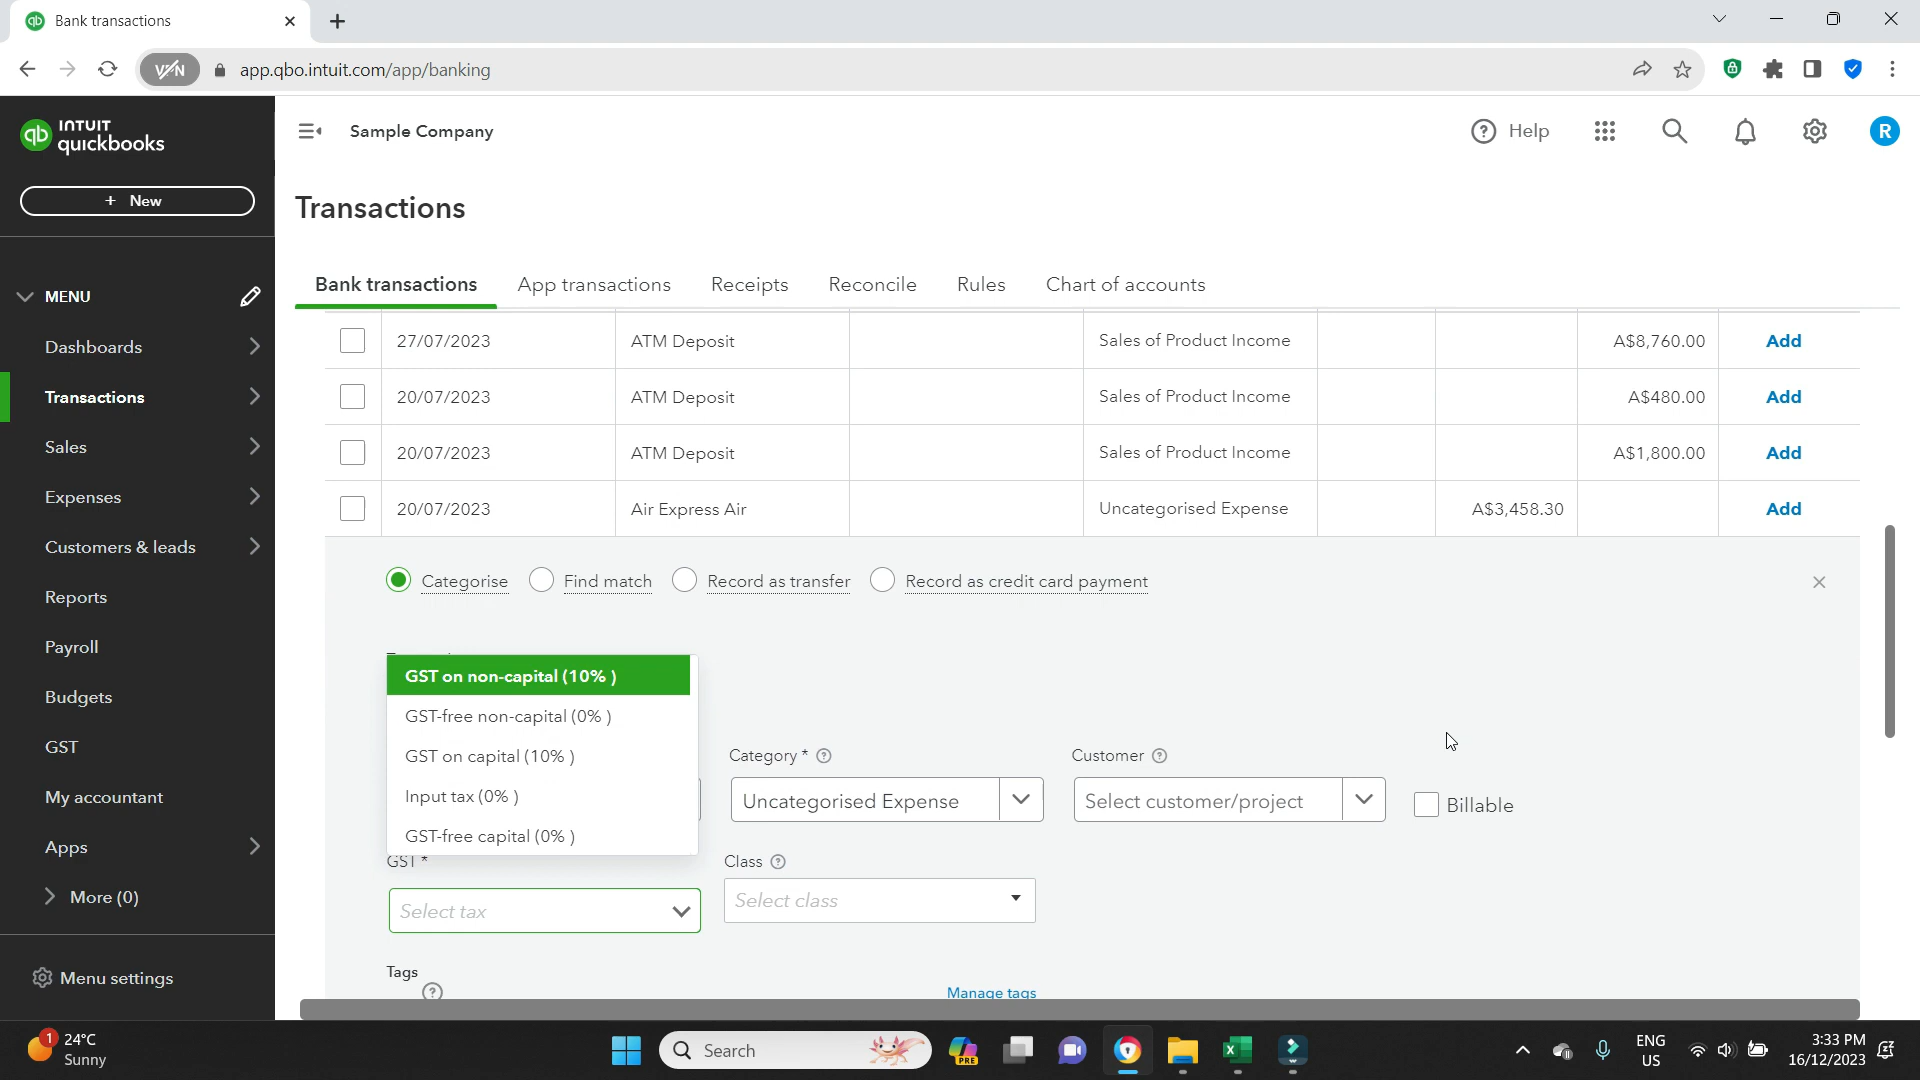 Bank transactions
VPN
app.qbo.intuit.com/app/banking
qb INTUIT
quickbooks
Sample Company
Help
R
+ New
Transactions
MENU
Bank transactions
App transactions
Receipts
Reconcile
Rules
Chart of accounts
Dashboards
Transactions
Sales
Expenses
Customers & leads
Reports
Payroll
Budgets
GST
My accountant
Apps
More (0)
Menu settings
27/07/2023 ATM Deposit Sales of Product Income A$8,760.00 Add
20/07/2023 ATM Deposit Sales of Product Income A$480.00 Add
20/07/2023 ATM Deposit Sales of Product Income A$1,800.00 Add
20/07/2023 Air Express Air Uncategorised Expense A$3,458.30 Add
Categorise
Find match
Record as transfer
Record as credit card payment
GST on non-capital (10% )
GST-free non-capital (0% )
GST on capital (10% )
Input tax (0% )
GST-free capital (0% )
Category *
Customer
Uncategorised Expense
Select customer/project
Billable
GST *
Class
Select tax
Select class
Tags
Manage tags
1
24°C
Sunny
Search
PRE
ENG
US
3:33 PM
16/12/2023